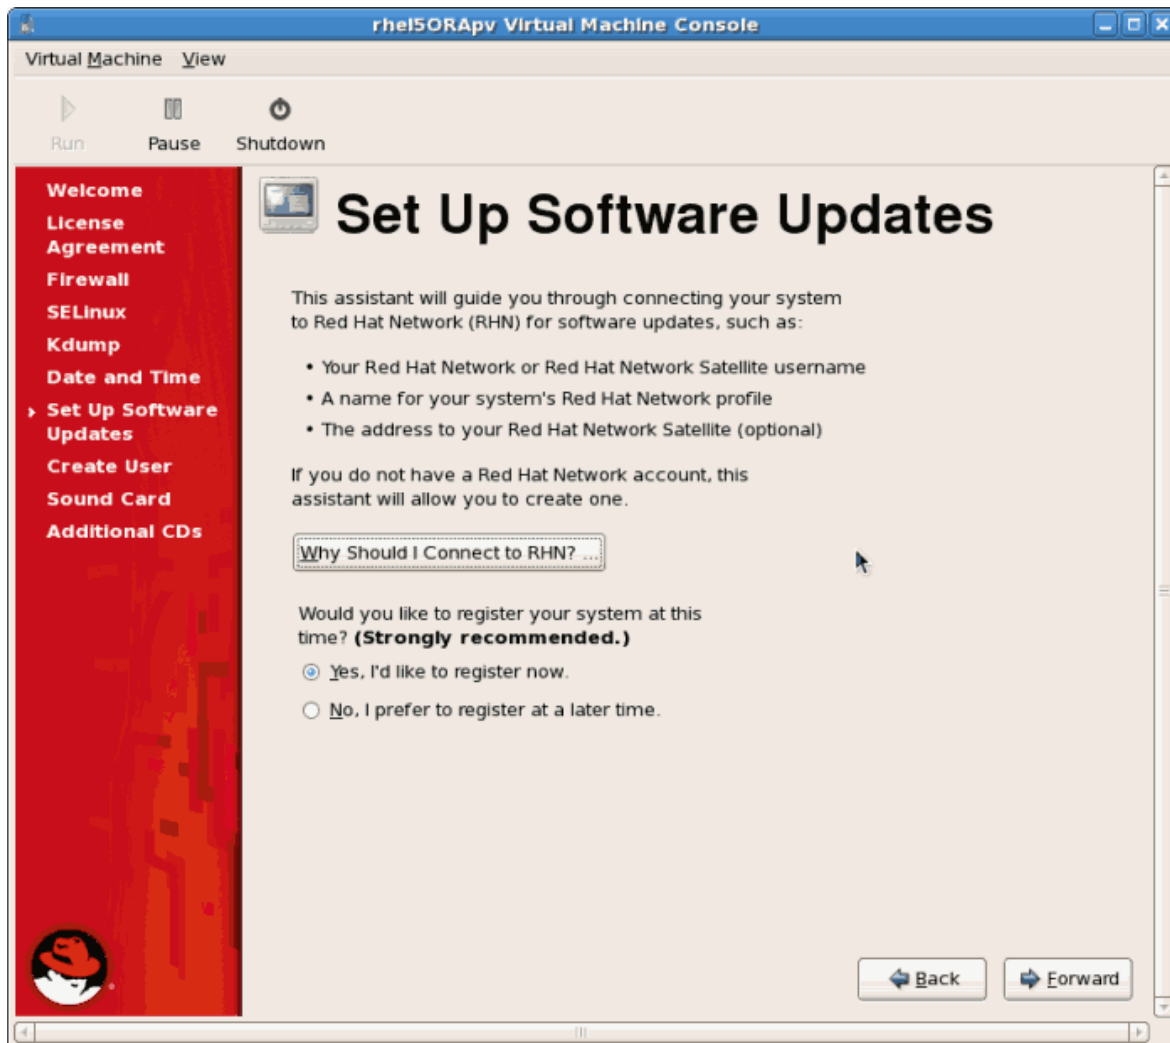 rhel5ORApv Virtual Machine Console
Virtual Machine View
Run Pause Shutdown
Welcome
License
Agreement
Firewall
SELinux
Kdump
Date and Time
Set Up Software
Updates
Create User
Sound Card
Additional CDs
Set Up Software Updates
This assistant will guide you through connecting your system
to Red Hat Network (RHN) for software updates, such as:
• Your Red Hat Network or Red Hat Network Satellite username
• A name for your system's Red Hat Network profile
• The address to your Red Hat Network Satellite (optional)
If you do not have a Red Hat Network account, this
assistant will allow you to create one.
Why Should I Connect to RHN? ...
Would you like to register your system at this
time? (Strongly recommended.)
Yes, I'd like to register now.
No, I prefer to register at a later time.
Back Forward